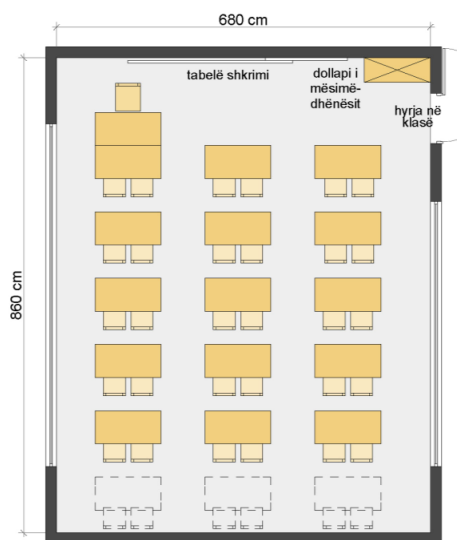 680 cm
tabelë shkrimi
dollapi i
mësimë-
dhënësit
hyrja në
klasë
860 cm